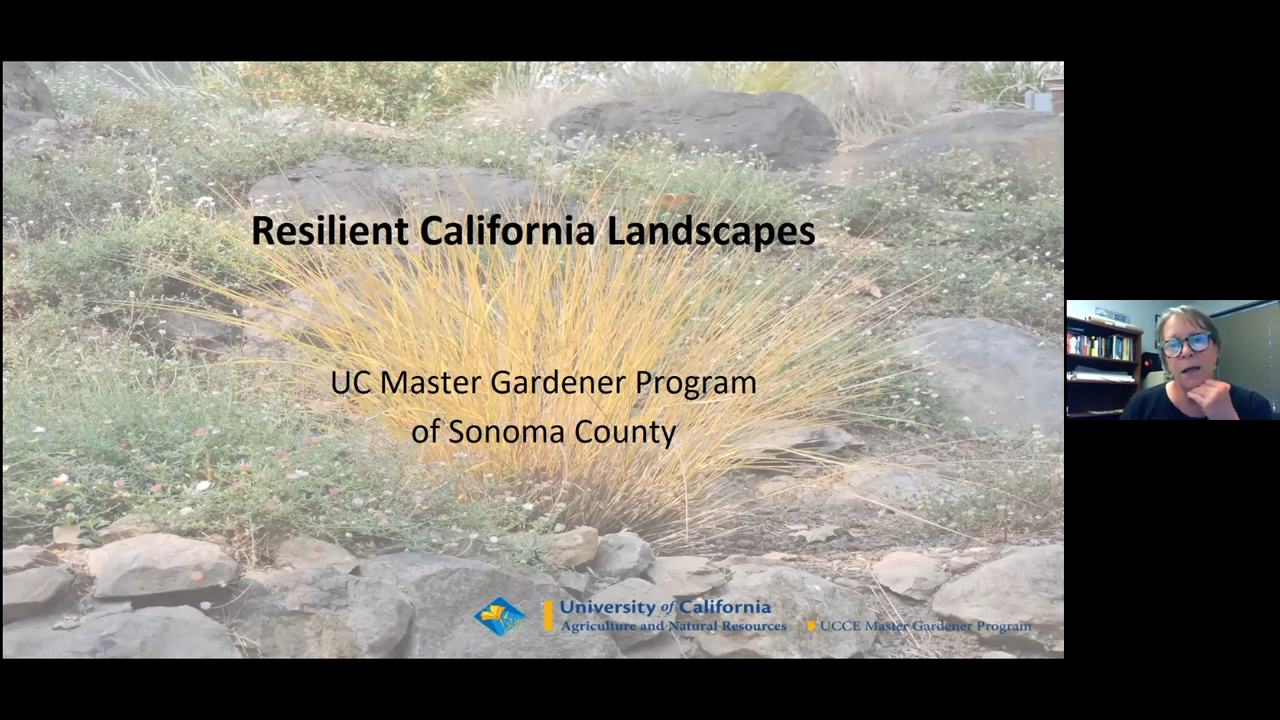 Resilient California Landscapes
UC Master Gardener Program
of Sonoma County
University of California
Agriculture and Natural Resources
UCCE Master Gardener Program